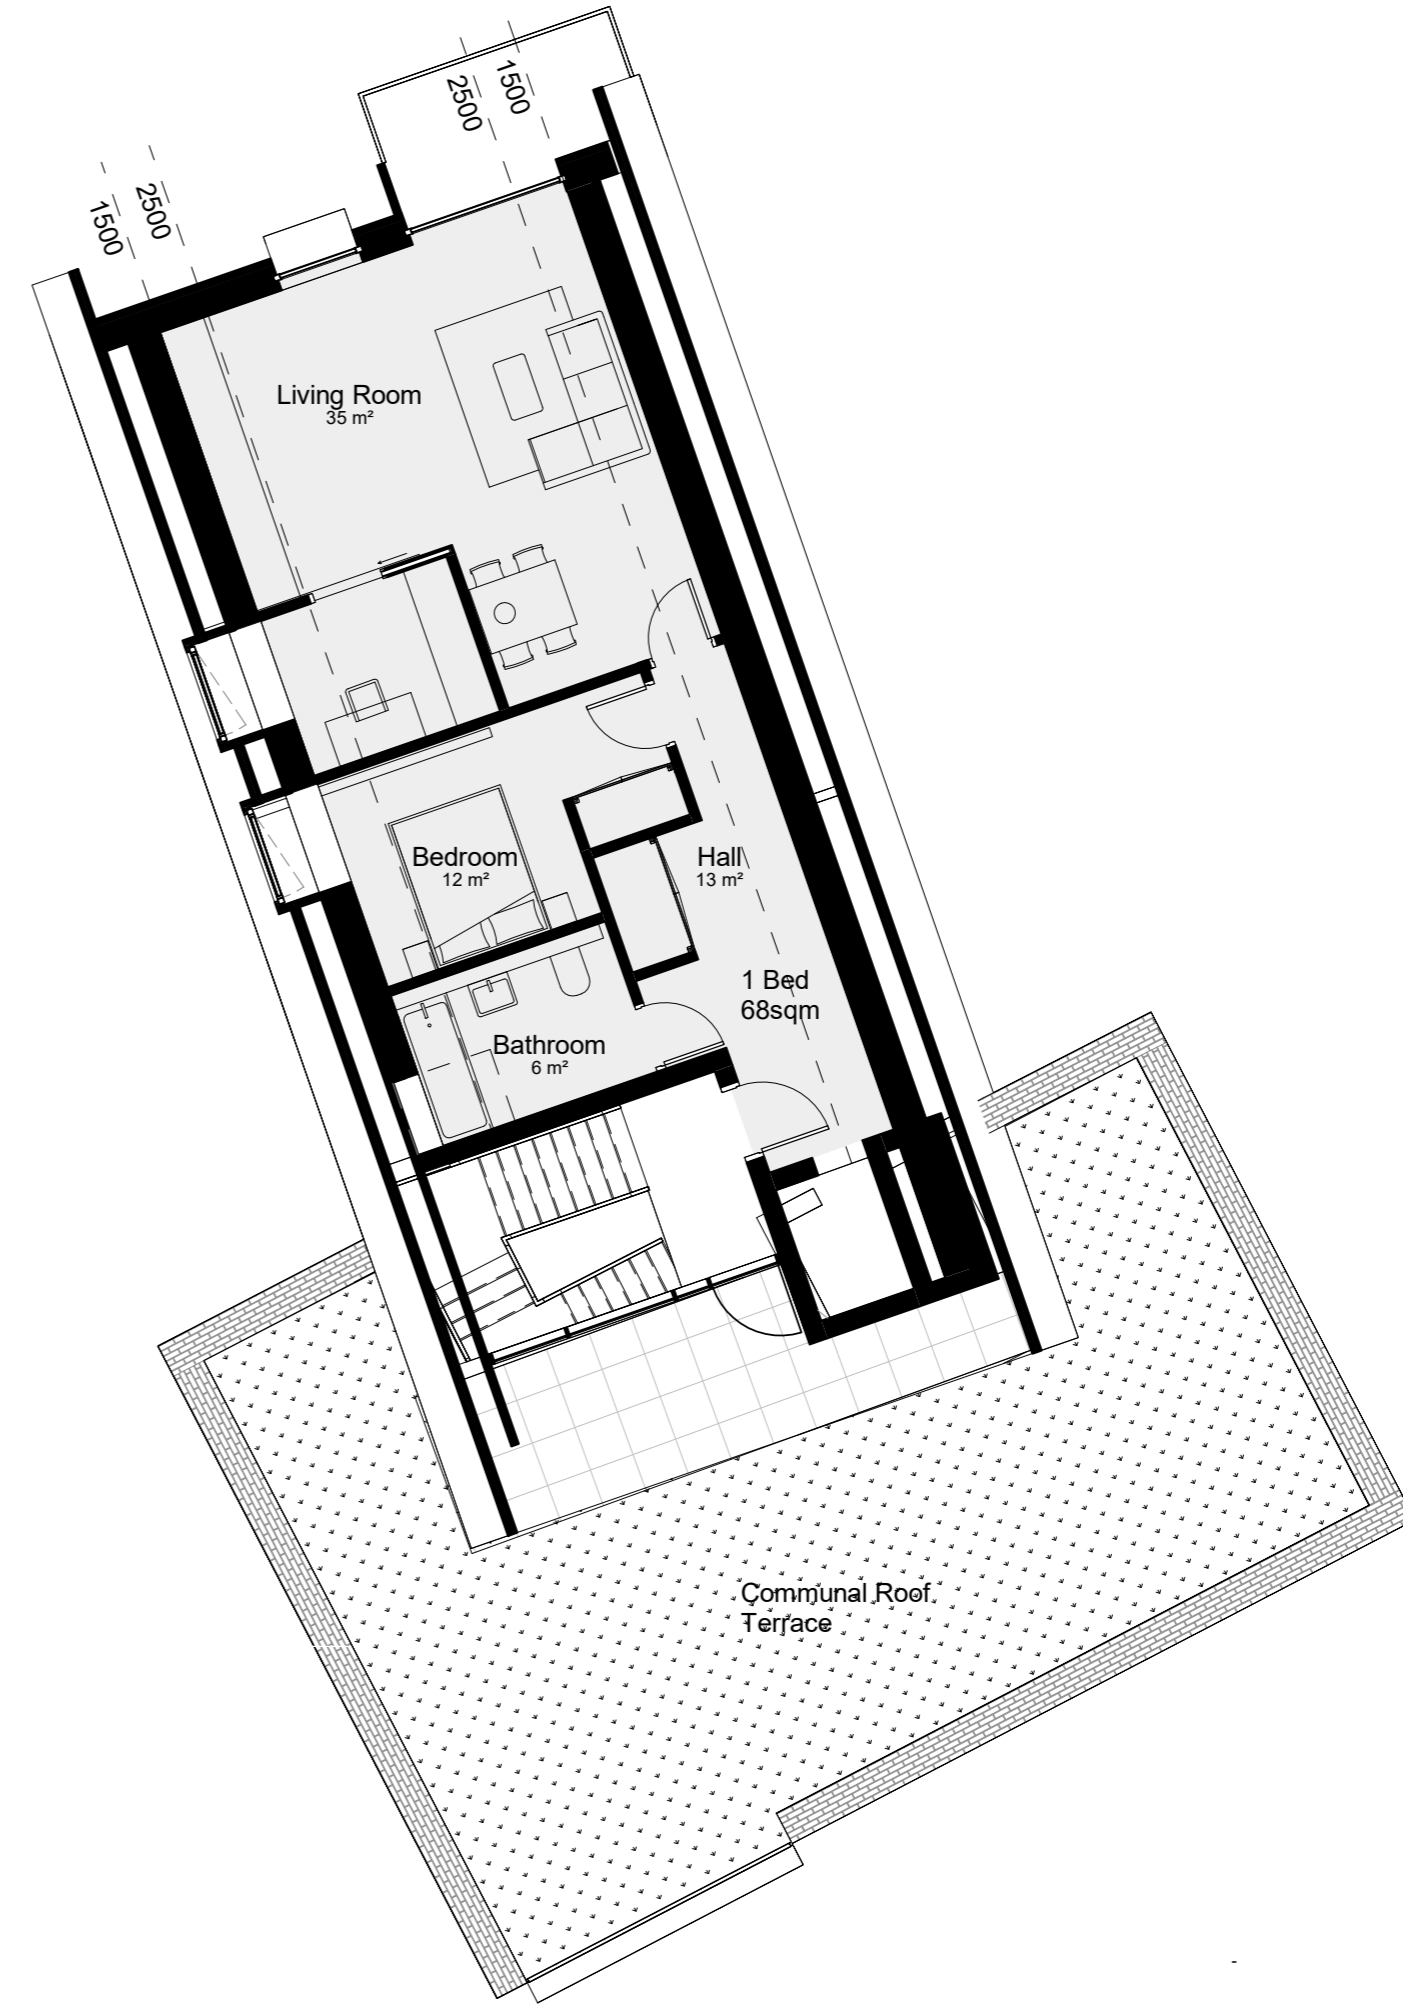 2500
1500
1500
2500
Living Room
35 m²
Bedroom
12 m²
Hall
13 m²
1 Bed
68sqm
Bathroom
6 m²
Communal Roof
Terrace
-